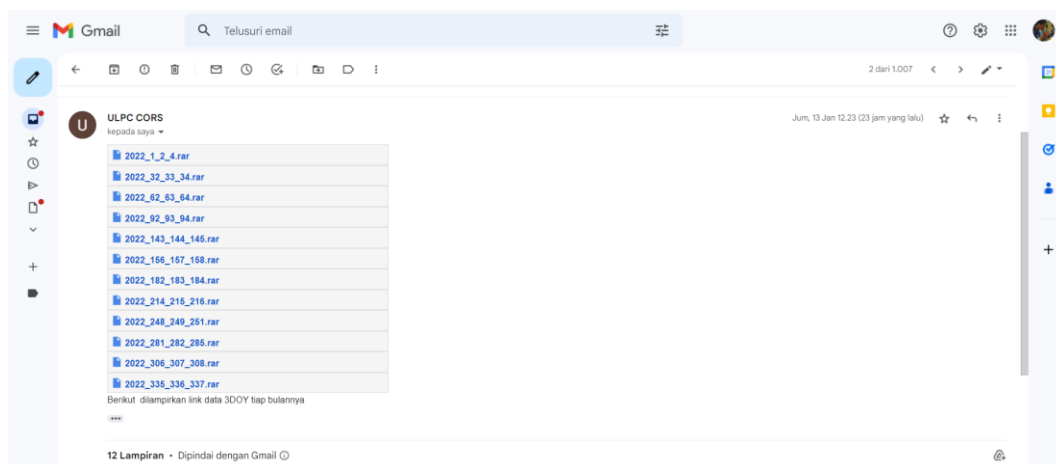 Gmail
Telusuri email
2 dari 1.007
U
ULPC CORS
Jum, 13 Jan 12.23 (23 jam yang lalu)
kepada saya
2022_1_2_4.rar
2022_32_33_34.rar
2022_62_63_64.rar
2022_92_93_94.rar
2022_143_144_145.rar
2022_156_157_158.rar
2022_182_183_184.rar
2022_214_215_216.rar
2022_248_249_251.rar
2022_281_282_285.rar
2022_306_307_308.rar
2022_335_336_337.rar
Berikut dilampirkan link data 3DOY tiap bulannya
12 Lampiran • Dipindai dengan Gmail